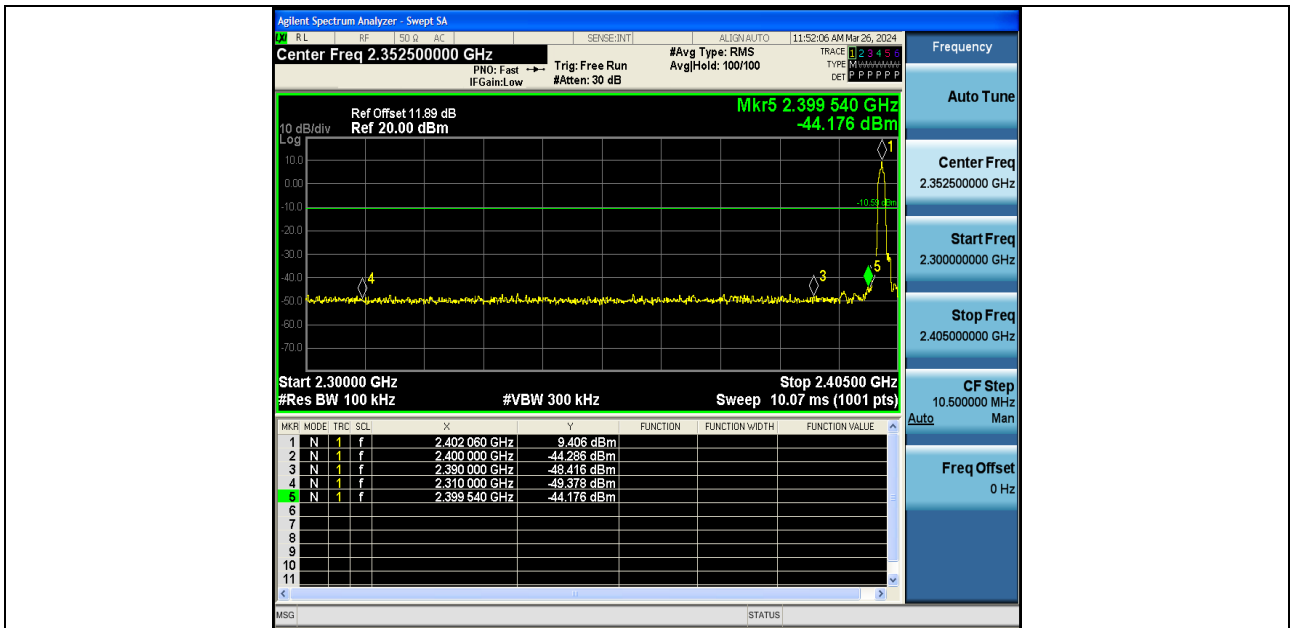 Agilent Spectrum Analyzer - Swept SA
RL RF 50 Ω AC SENSE:INT ALIGN AUTO 11:52:06 AM Mar 26, 2024
Center Freq 2.352500000 GHz
PNO: Fast
IFGain:Low
Trig: Free Run
#Atten: 30 dB
#Avg Type: RMS
Avg|Hold: 100/100
TRACE 1 2 3 4 5 6
TYPE M
DET P P P P P P
Mkr5 2.399 540 GHz
-44.176 dBm
Ref Offset 11.89 dB
10 dB/div Ref 20.00 dBm
Log
10.0
0.00
-10.0
-20.0
-30.0
-40.0
-50.0
-60.0
-70.0
1
-10.59 dBm
4
3
5
Start 2.30000 GHz Stop 2.40500 GHz
#Res BW 100 kHz #VBW 300 kHz Sweep 10.07 ms (1001 pts)
MKR MODE TRC SCL X Y FUNCTION FUNCTION WIDTH FUNCTION VALUE
1 N 1 f 2.402 060 GHz 9.406 dBm
2 N 1 f 2.400 000 GHz -44.286 dBm
3 N 1 f 2.390 000 GHz -48.416 dBm
4 N 1 f 2.310 000 GHz -49.378 dBm
5 N 1 f 2.399 540 GHz -44.176 dBm
6
7
8
9
10
11
MSG STATUS
Frequency
Auto Tune
Center Freq
2.352500000 GHz
Start Freq
2.300000000 GHz
Stop Freq
2.405000000 GHz
CF Step
10.500000 MHz
Auto Man
Freq Offset
0 Hz